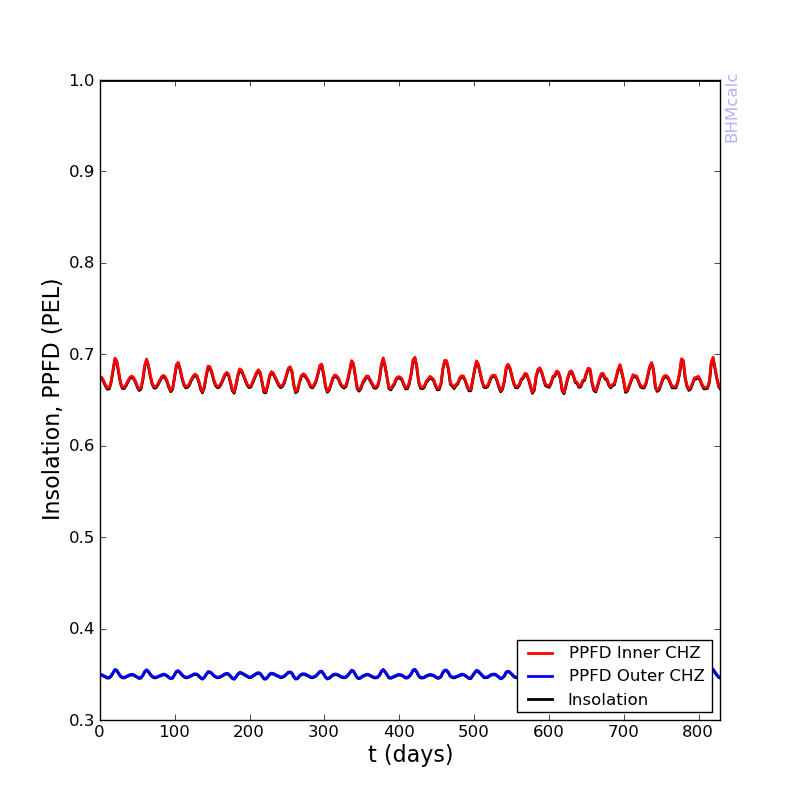 BHMcalc
1.0
0.9
0.8
0.7
0.6
0.5
0.4
0.3
Insolation, PPFD (PEL)
PPFD Inner CHZ
PPFD Outer CHZ
Insolation
0 100 200 300 400 500 600 700 800
t (days)